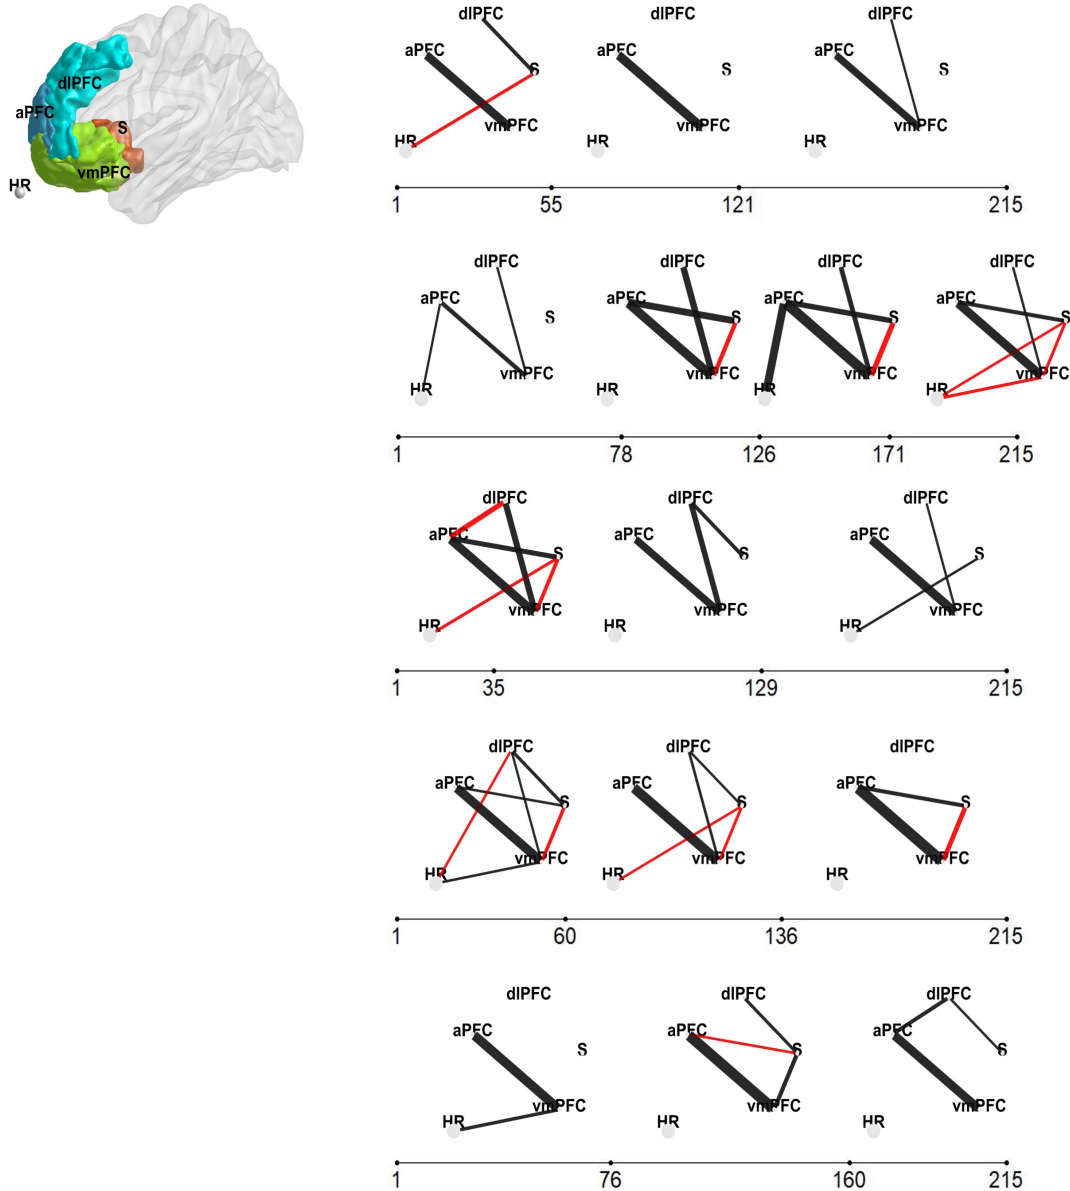 dlPFC
aPFC
S
vmPFC
HR
dlPFC dlPFC dlPFC
aPFC aPFC aPFC
S S S
vmPFC vmPFC vmPFC
HR HR HR
1 55 121 215
dlPFC dlPFC dlPFC dlPFC
aPFC aPFC aPFC aPFC
S S S S
vmPFC vmPFC vmPFC vmPFC
HR HR HR HR
1 78 126 171 215
dlPFC dlPFC dlPFC
aPFC aPFC aPFC
S S S
vmPFC vmPFC vmPFC
HR HR HR
1 35 129 215
dlPFC dlPFC dlPFC
aPFC aPFC aPFC
S S S
vmPFC vmPFC vmPFC
HR HR HR
1 60 136 215
dlPFC dlPFC dlPFC
aPFC aPFC aPFC
S S S
vmPFC vmPFC vmPFC
HR HR HR
1 76 160 215